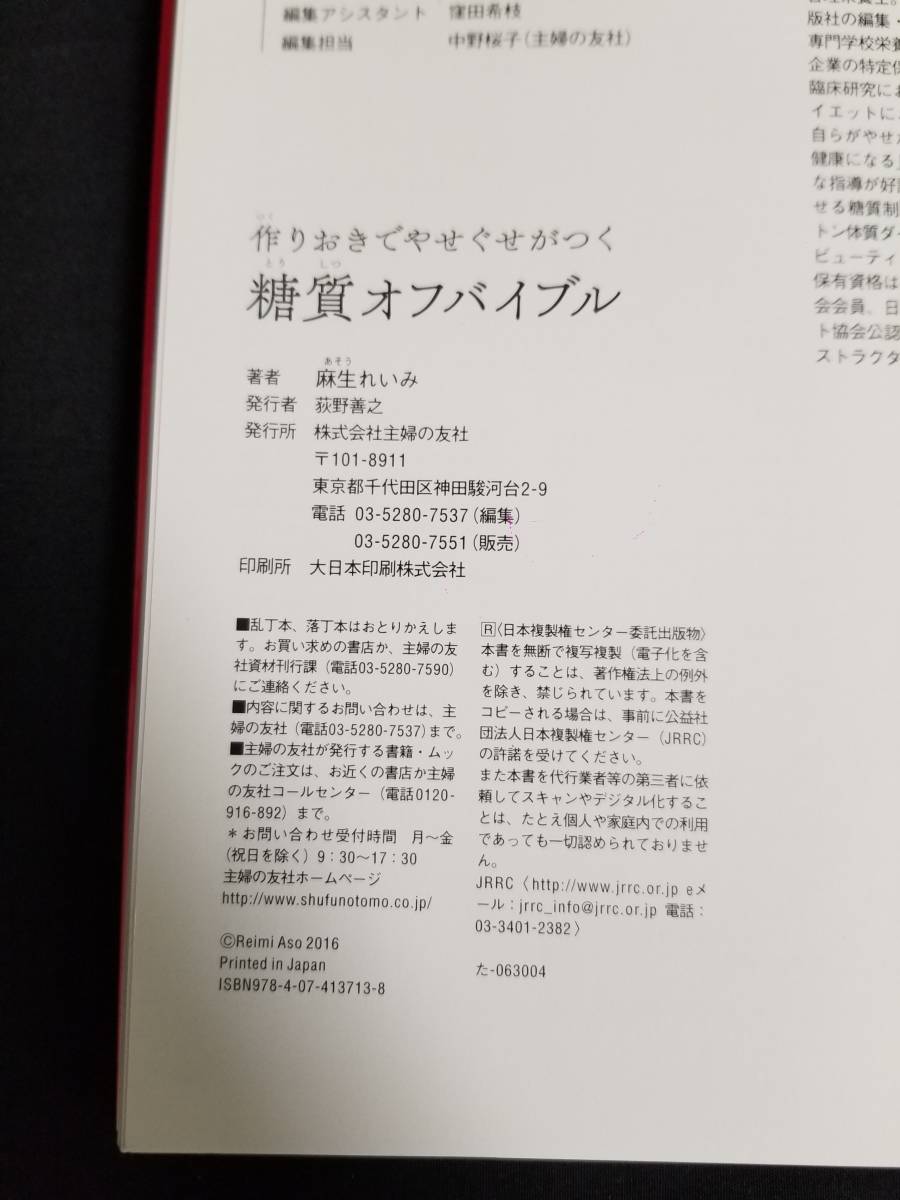 編集アシスタント 窪田希枝
編集担当 中野桜子(主婦の友社)
作りおきでやせぐせがつく
とう しつ
糖質オフバイブル
あそう
著者 麻生れいみ
発行者 荻野善之
発行所 株式会社主婦の友社
〒101-8911
東京都千代田区神田駿河台2-9
電話 03-5280-7537(編集)
03-5280-7551(販売)
印刷所 大日本印刷株式会社
■乱丁本、落丁本はおとりかえしま
す。お買い求めの書店か、主婦の友
社資材刊行課(電話03-5280-7590)
にご連絡ください。
■内容に関するお問い合わせは、主
婦の友社(電話03-5280-7537)まで。
■主婦の友社が発行する書籍・ムッ
クのご注文は、お近くの書店か主婦
の友社コールセンター(電話0120-
916-892)まで。
*お問い合わせ受付時間 月〜金
(祝日を除く)9:30〜17:30
主婦の友社ホームページ
http://www.shufunotomo.co.jp/
©Reimi Aso 2016
Printed in Japan
ISBN978-4-07-413713-8
R〈日本複製権センター委託出版物〉
本書を無断で複写複製(電子化を含
む)することは、著作権法上の例外
を除き、禁じられています。本書を
コピーされる場合は、事前に公益社
団法人日本複製権センター(JRRC)
の許諾を受けてください。
また本書を代行業者等の第三者に依
頼してスキャンやデジタル化するこ
とは、たとえ個人や家庭内での利用
であっても一切認められておりませ
ん。
JRRC〈http://www.jrrc.or.jp eメ
ール:jrrc_info@jrrc.or.jp 電話:
03-3401-2382〉
た-063004
版社の編集・
専門学校栄養
企業の特定保
臨床研究にお
イエットに
自らがやせ
健康になる
な指導が好評
せる糖質制
トン体質ダ
ビューティ
保有資格は
会会員、日
ト協会公認
ストラクタ